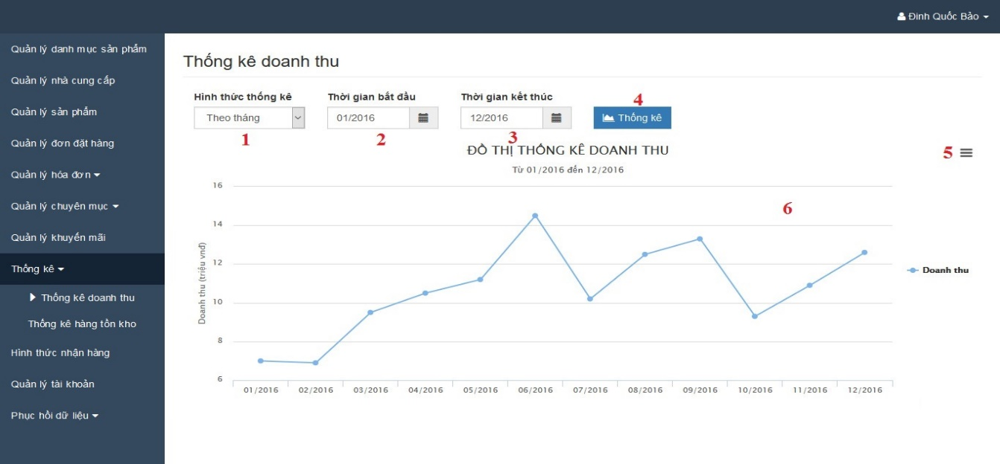 Đinh Quốc Bảo
Quản lý danh mục sản phẩm
Quản lý nhà cung cấp
Quản lý sản phẩm
Quản lý đơn đặt hàng
Quản lý hóa đơn
Quản lý chuyên mục
Quản lý khuyến mãi
Thống kê
Thống kê doanh thu
Thống kê hàng tồn kho
Hình thức nhận hàng
Quản lý tài khoản
Phục hồi dữ liệu
Thống kê doanh thu
Hình thức thống kê Thời gian bắt đầu Thời gian kết thúc 4
Theo tháng 01/2016 12/2016 Thống kê
1 2 3
ĐỒ THỊ THỐNG KÊ DOANH THU 5
Từ 01/2016 đến 12/2016
16
6
14
12
10
8
6
Doanh thu (triệu vnđ)
Doanh thu
01/2016 02/2016 03/2016 04/2016 05/2016 06/2016 07/2016 08/2016 09/2016 10/2016 11/2016 12/2016